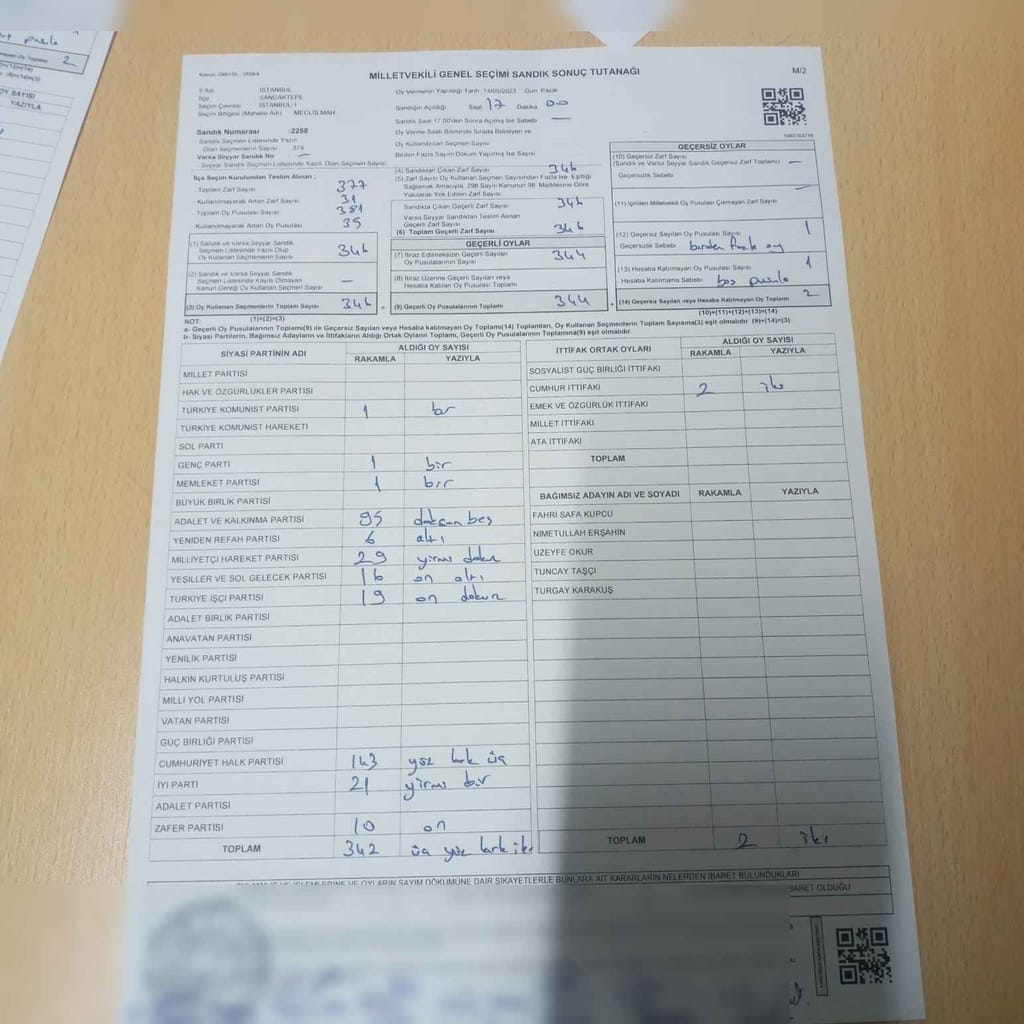 Kanun: 298/105 - 2839/4
MİLLETVEKİLİ GENEL SEÇİMİ SANDIK SONUÇ TUTANAĞI
M/2
İl Adı : İSTANBUL
İlçe : SANCAKTEPE
Seçim Çevresi : İSTANBUL-1
Seçim Bölgesi (Mahalle Adı) : MECLİS MAH
Oy Vermenin Yapıldığı Tarih :14/05/2023 Gün Pazar
Sandığın Açıldığı Saat 17 Dakika 00
Sandık Saat 17.00'den Sonra Açılmış İse Sebebi —
Oy Verme Saati Bitiminde Sırada Bekleyen ve
Oy Kullandırılan Seçmen Sayısı
Birden Fazla Sayım Döküm Yapılmış İse Sayısı
Sandık Numarası :2258
Sandık Seçmen Listesinde Yazılı
Olan Seçmenlerin Sayısı 374
Varsa Seyyar Sandık No —
Seyyar Sandık Seçmen Listesinde Yazılı Olan Seçmen Sayısı:
İlçe Seçim Kurulundan Teslim Alınan ;
Toplam Zarf Sayısı 377
Kullanılmayarak Artan Zarf Sayısı 31
Toplam Oy Pusulası Sayısı 381
Kullanılmayarak Artan Oy Pusulası 35
(1) Sandık ve Varsa Seyyar Sandık
Seçmen Listesinde Yazılı Olup
Oy Kullanan Seçmen Sayısı 346
(2) Sandık ve Varsa Seyyar Sandık
Seçmen Listesinde Kayıtlı Olmayan
Kanun Gereği Oy Kullanan Seçmen Sayısı —
(3) Oy Kullanan Seçmenlerin Toplam Sayısı 346
(1)+(2)=(3)
(4) Sandıktan Çıkan Zarf Sayısı 346
(5) Zarf Sayısı Oy Kullanan Seçmen Sayısından Fazla İse; Eşitliği
Sağlamak Amacıyla, 298 Sayılı Kanunun 98. Maddesine Göre
Yakılarak Yok Edilen Zarf Sayısı
Sandıkta Çıkan Geçerli Zarf Sayısı 346
Varsa Seyyar Sandıktan Teslim Alınan
Geçerli Zarf Sayısı
(6) Toplam Geçerli Zarf Sayısı 346
GEÇERLİ OYLAR
(7) İtiraz Edilmeksizin Geçerli Sayılan
Oy Pusulalarının Sayısı 344
(8) İtiraz Üzerine Geçerli Sayılan veya
Hesaba Katılan Oy Pusulaları Toplamı
(9) Geçerli Oy Pusulalarının Toplamı 344
GEÇERSİZ OYLAR
(10) Geçersiz Zarf Sayısı
(Sandık ve Varsa Seyyar Sandık Geçersiz Zarf Toplamı) —
Geçersizlik Sebebi
(11) İçinden Milletvekili Oy Pusulası Çıkmayan Zarf Sayısı
(12) Geçersiz Sayılan Oy Pusulası Sayısı 1
Geçersizlik Sebebi birden fazla oy
(13) Hesaba Katılmayan Oy Pusulası Sayısı 1
Hesaba Katılmama Sebebi boş pusula
(14) Geçersiz Sayılan veya Hesaba Katılmayan Oy Toplamı 2
(10)+(11)+(12)+(13)=(14)
NOT:
a- Geçerli Oy Pusulalarının Toplamı(9) ile Geçersiz Sayılan veya Hesaba katılmayan Oy Toplamı(14) Toplamları, Oy Kullanan Seçmenlerin Toplam Sayısına(3) eşit olmalıdır (9)+(14)=(3)
b- Siyasi Partilerin, Bağımsız Adayların ve İttifakların Aldığı Ortak Oyların Toplamı, Geçerli Oy Pusulalarının Toplamına(9) eşit olmalıdır
SİYASİ PARTİNİN ADI ALDIĞI OY SAYISI
RAKAMLA YAZIYLA
MİLLET PARTİSİ
HAK VE ÖZGÜRLÜKLER PARTİSİ
TÜRKİYE KOMÜNİST PARTİSİ 1 bir
TÜRKİYE KOMÜNİST HAREKETİ
SOL PARTİ
GENÇ PARTİ 1 bir
MEMLEKET PARTİSİ 1 bir
BÜYÜK BİRLİK PARTİSİ
ADALET VE KALKINMA PARTİSİ 95 doksan beş
YENİDEN REFAH PARTİSİ 6 altı
MİLLİYETÇİ HAREKET PARTİSİ 29 yirmi dokuz
YEŞİLLER VE SOL GELECEK PARTİSİ 16 on altı
TÜRKİYE İŞÇİ PARTİSİ 19 on dokuz
ADALET BİRLİK PARTİSİ
ANAVATAN PARTİSİ
YENİLİK PARTİSİ
HALKIN KURTULUŞ PARTİSİ
MİLLİ YOL PARTİSİ
VATAN PARTİSİ
GÜÇ BİRLİĞİ PARTİSİ
CUMHURİYET HALK PARTİSİ 143 yüz kırk üç
İYİ PARTİ 21 yirmi bir
ADALET PARTİSİ
ZAFER PARTİSİ 10 on
TOPLAM 342 üç yüz kırk iki
İTTİFAK ORTAK OYLARI ALDIĞI OY SAYISI
RAKAMLA YAZIYLA
SOSYALİST GÜÇ BİRLİĞİ İTTİFAKI
CUMHUR İTTİFAKI 2 iki
EMEK VE ÖZGÜRLÜK İTTİFAKI
MİLLET İTTİFAKI
ATA İTTİFAKI
TOPLAM
BAĞIMSIZ ADAYIN ADI VE SOYADI RAKAMLA YAZIYLA
FAHRİ SAFA KÜPCÜ
NİMETULLAH ERŞAHİN
ÜZEYFE OKUR
TUNCAY TAŞÇI
TURGAY KARAKUŞ
TOPLAM 2 iki
VE İŞLEMLERİNE VE OYLARIN SAYIM DÖKÜMÜNE DAİR ŞİKAYETLERLE BUNLARA AİT KARARLARIN NELERDEN İBARET BULUNDUKLARI
BARET OLDUĞU